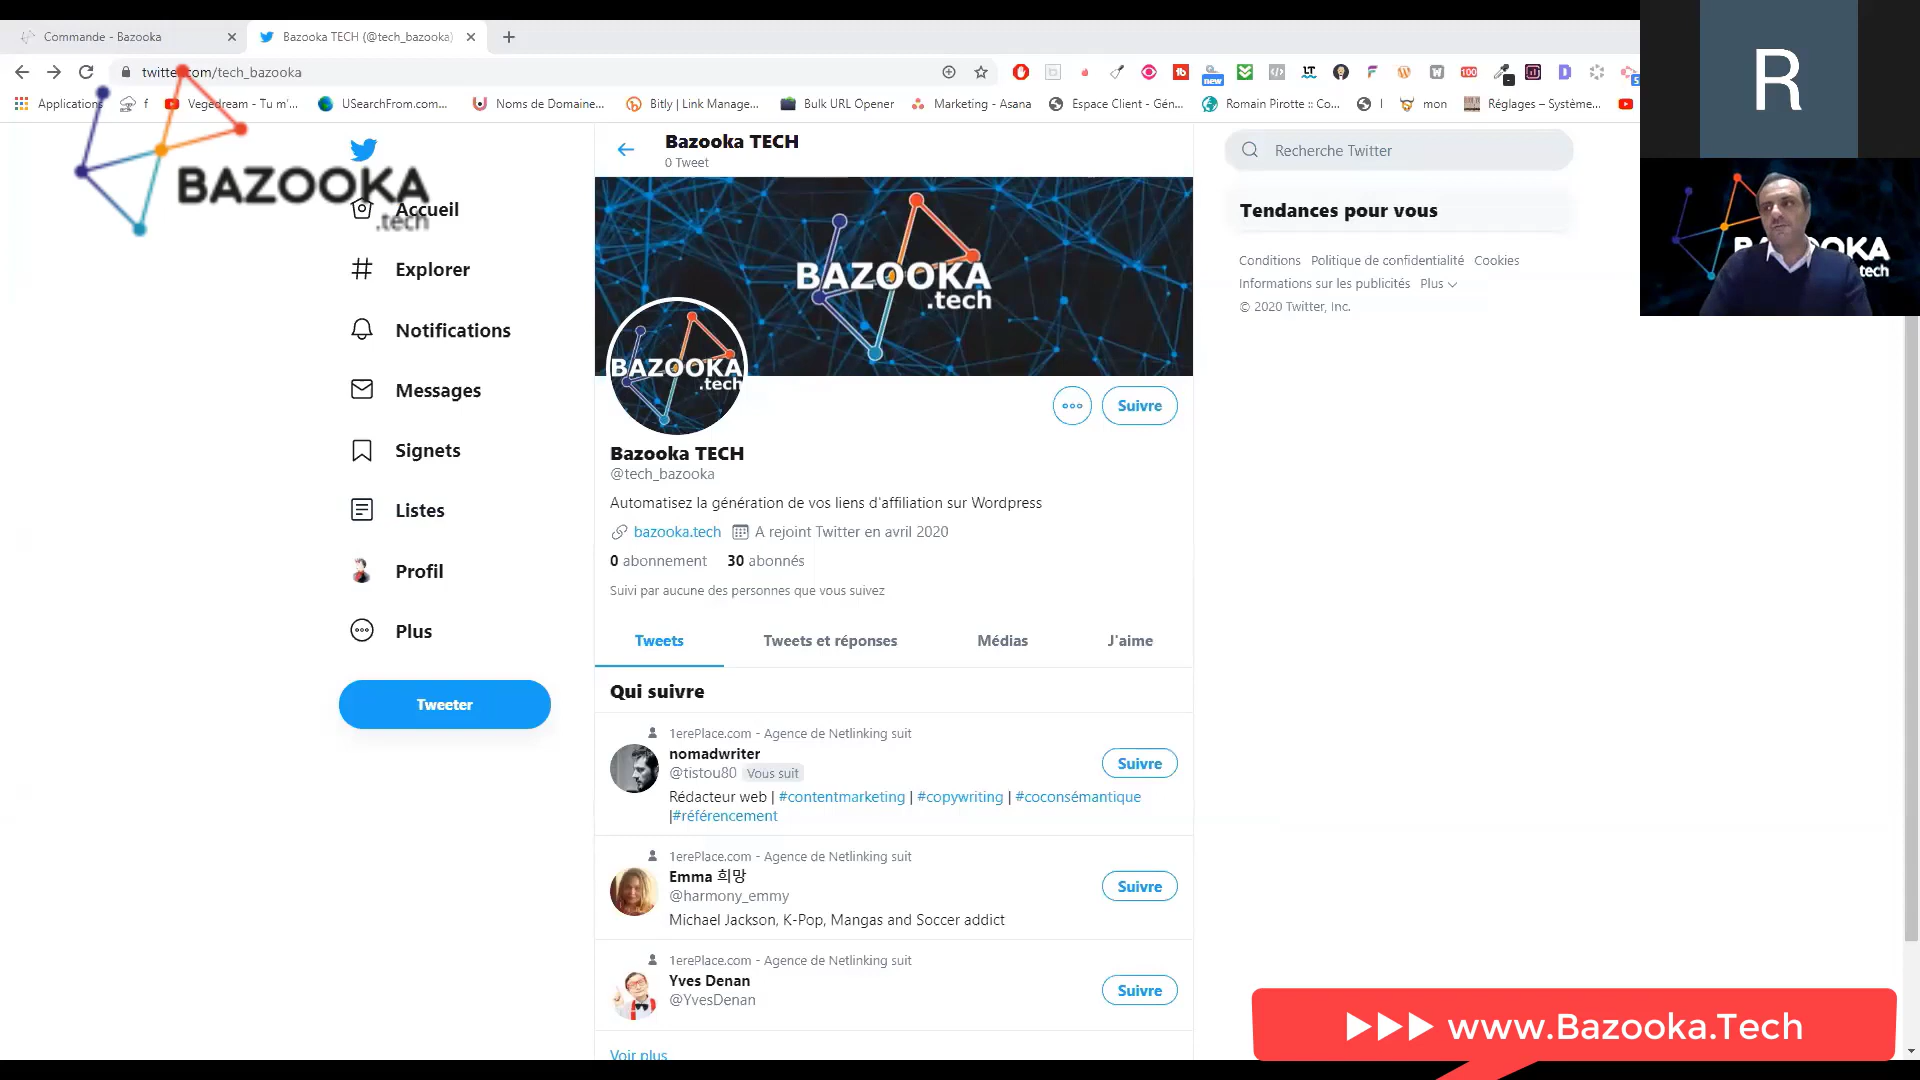 Commande - Bazooka
Bazooka TECH (@tech_bazooka)
twitter.com/tech_bazooka
Applications
f
Vegedream - Tu m'...
USearchFrom.com...
Noms de Domaine...
Bitly | Link Manage...
Bulk URL Opener
Marketing - Asana
Espace Client - Gén...
Romain Pirotte :: Co...
mon
Réglages – Système...
new
100
R
BAZOOKA
.tech
Accueil
Explorer
Notifications
Messages
Signets
Listes
Profil
Plus
Tweeter
Bazooka TECH
0 Tweet
BAZOOKA
.tech
BAZOOKA
.tech
Suivre
Bazooka TECH
@tech_bazooka
Automatisez la génération de vos liens d'affiliation sur Wordpress
bazooka.tech A rejoint Twitter en avril 2020
0 abonnement 30 abonnés
Suivi par aucune des personnes que vous suivez
Tweets Tweets et réponses Médias J'aime
Qui suivre
1erePlace.com - Agence de Netlinking suit
nomadwriter
@tistou80 Vous suit
Suivre
Rédacteur web | #contentmarketing | #copywriting | #coconsémantique
|#référencement
1erePlace.com - Agence de Netlinking suit
Emma 희망
@harmony_emmy
Suivre
Michael Jackson, K-Pop, Mangas and Soccer addict
1erePlace.com - Agence de Netlinking suit
Yves Denan
@YvesDenan
Suivre
Voir plus
Recherche Twitter
Tendances pour vous
Conditions Politique de confidentialité Cookies
Informations sur les publicités Plus
© 2020 Twitter, Inc.
www.Bazooka.Tech